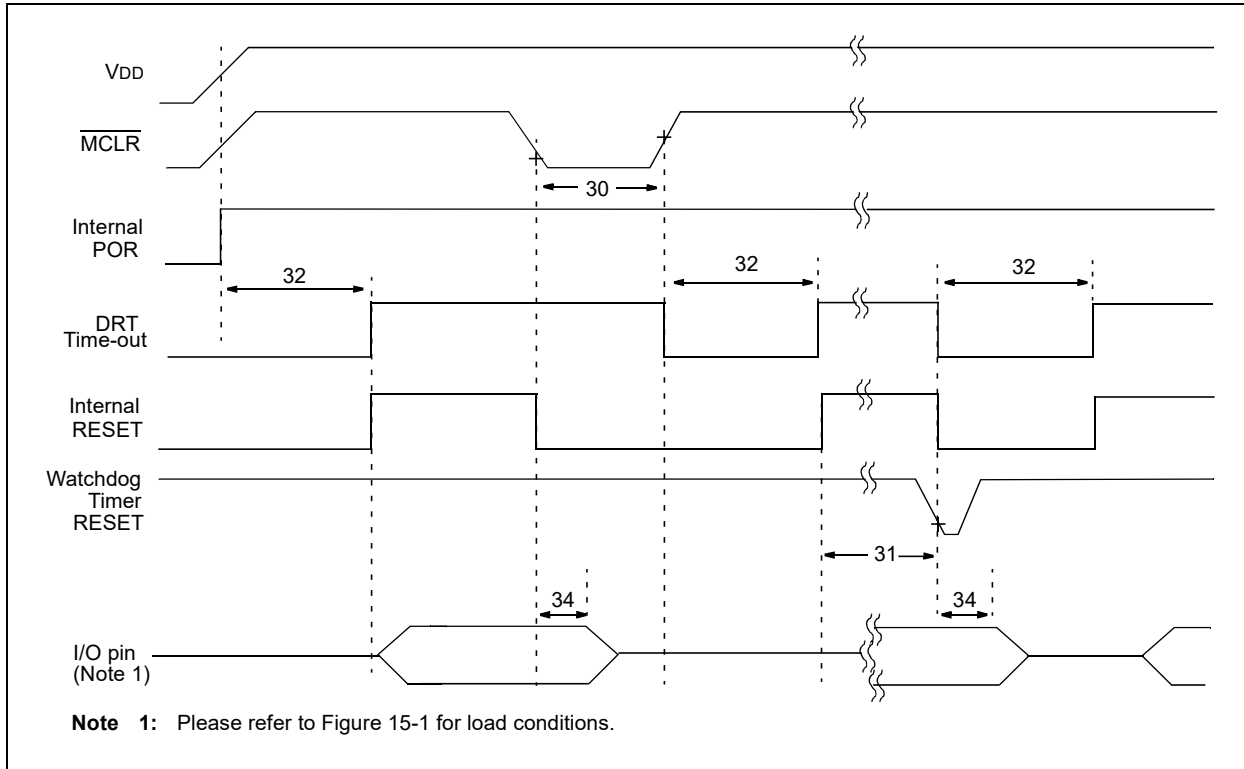 VDD
MCLR
30
Internal
POR
32
32
32
DRT
Time-out
Internal
RESET
Watchdog
Timer
RESET
31
34
34
I/O pin
(Note 1)
Note 1: Please refer to Figure 15-1 for load conditions.